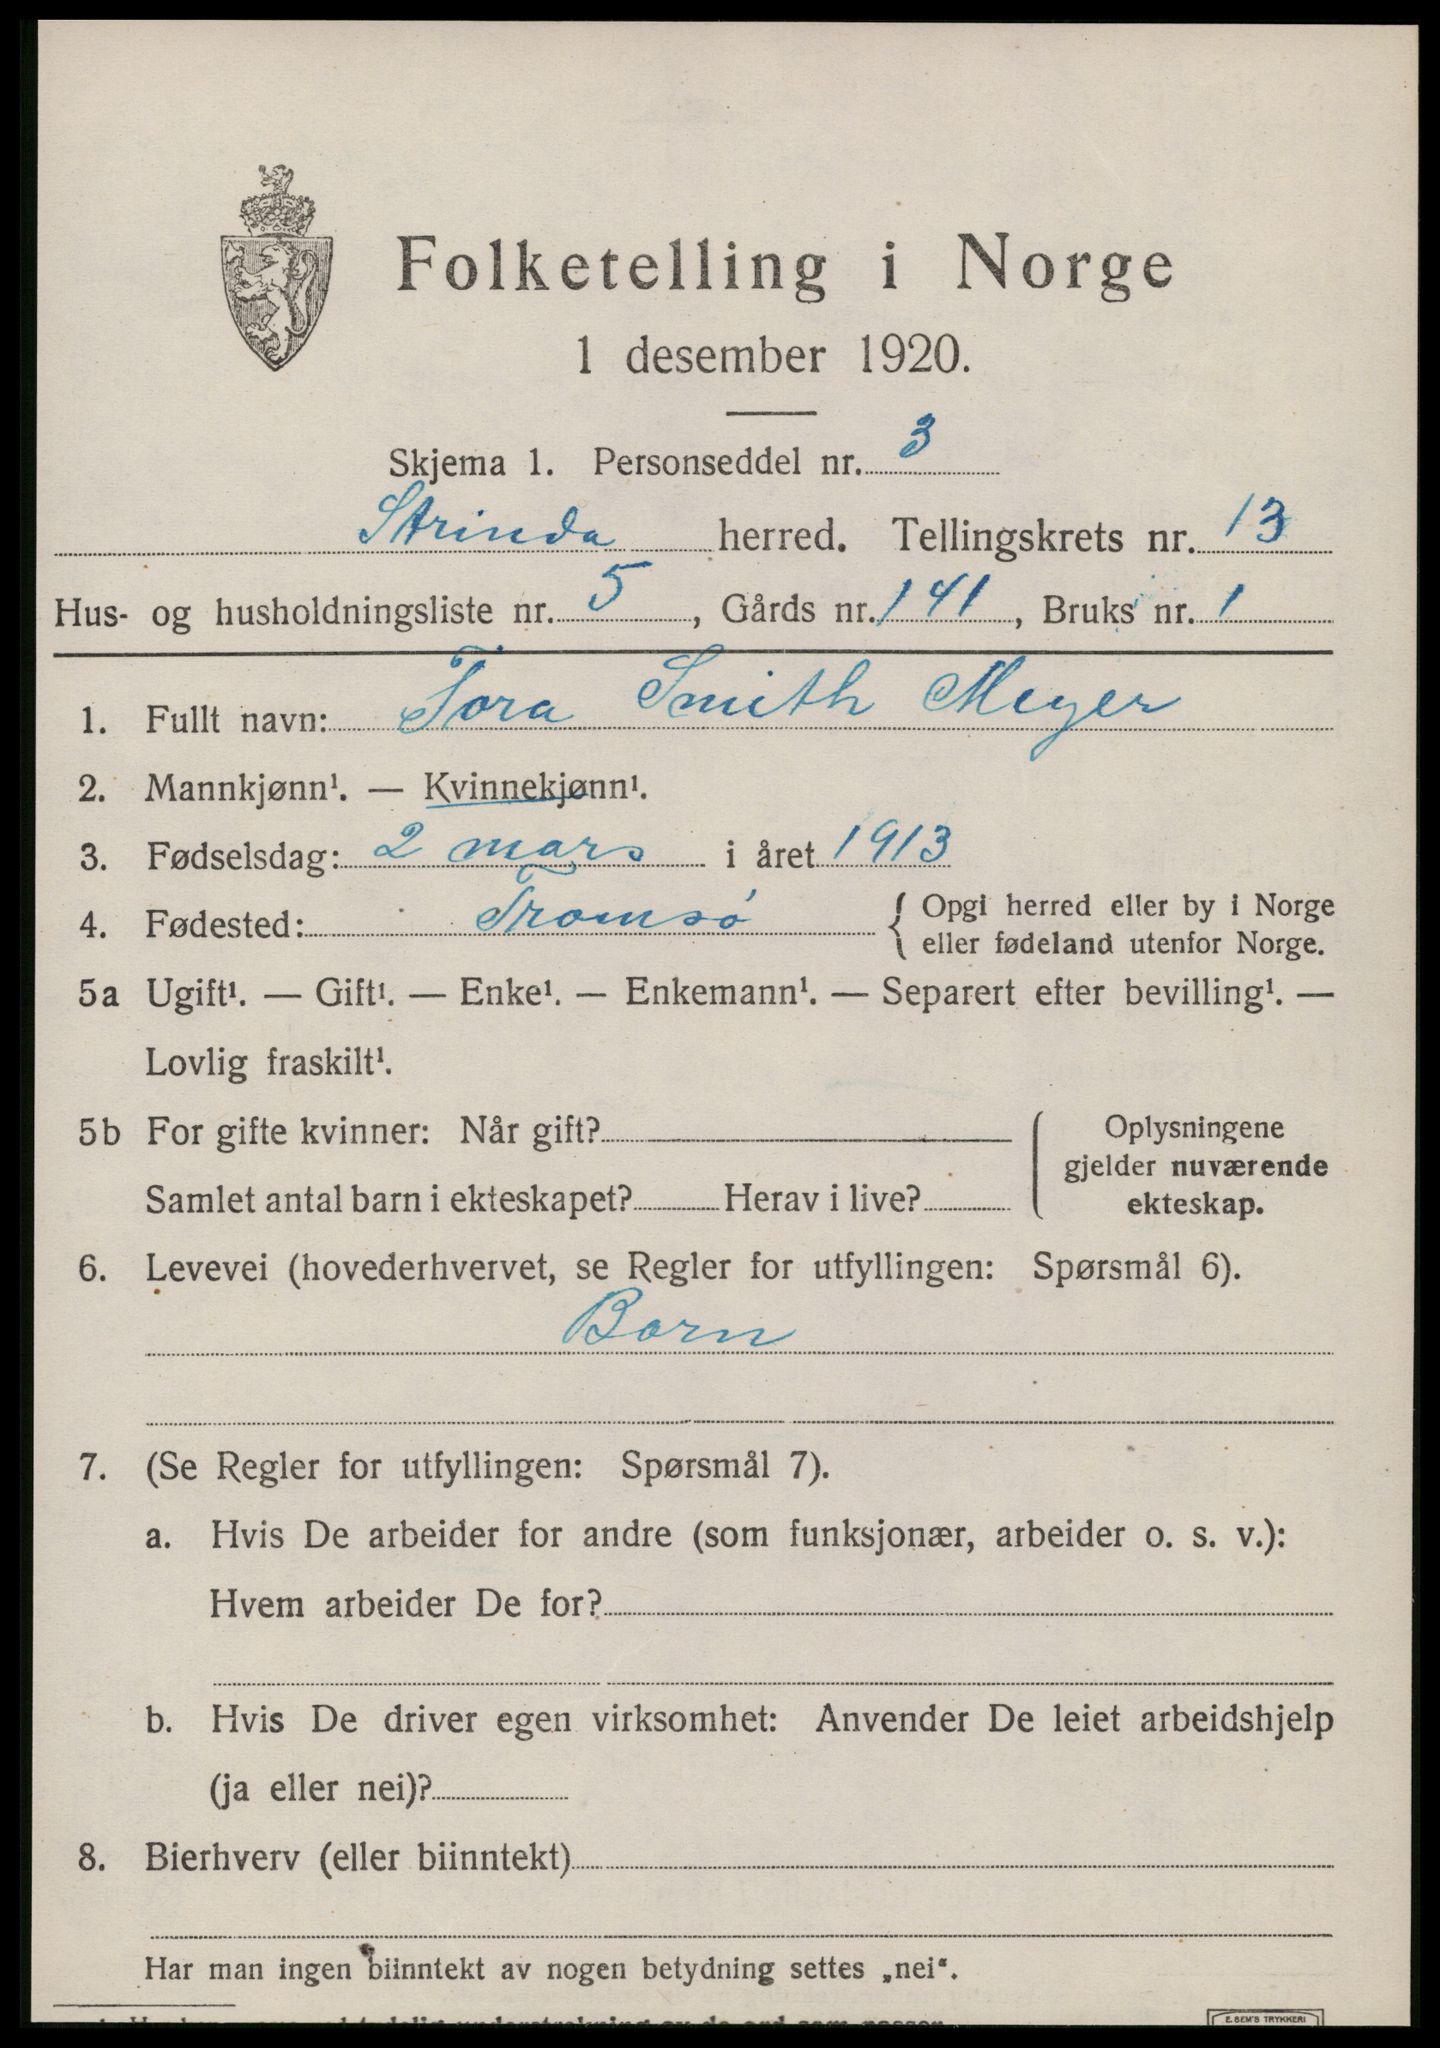 Folketelling i Norge
1 desember 1920.
Skjema 1. Personseddel nr. 3
Strinda herred. Tellingskrets nr. 13
Hus- og husholdningsliste nr. 5, Gårds nr. 141, Bruks nr. 1
1. Fullt navn: Tora Smith Meyer
2. Mannkjønn¹. — Kvinnekjønn¹.
3. Fødselsdag: 2 mars i året 1913
4. Fødested: Tromsó { Opgi herred eller by i Norge
eller fødeland utenfor Norge.
5a Ugift¹. — Gift¹. — Enke¹. — Enkemann¹. — Separert efter bevilling¹. —
Lovlig fraskilt¹.
5b For gifte kvinner: Når gift?
Samlet antal barn i ekteskapet? Herav i live?
{ Oplysningene
gjelder nuværende
ekteskap.
6. Levevei (hovederhvervet, se Regler for utfyllingen: Spørsmål 6).
Barn
7. (Se Regler for utfyllingen: Spørsmål 7).
a. Hvis De arbeider for andre (som funksjonær, arbeider o. s. v.):
Hvem arbeider De for?
b. Hvis De driver egen virksomhet: Anvender De leiet arbeidshjelp
(ja eller nei)?
8. Bierhverv (eller biinntekt)
Har man ingen biinntekt av nogen betydning settes „nei“.
E. SEM'S TRYKKERI